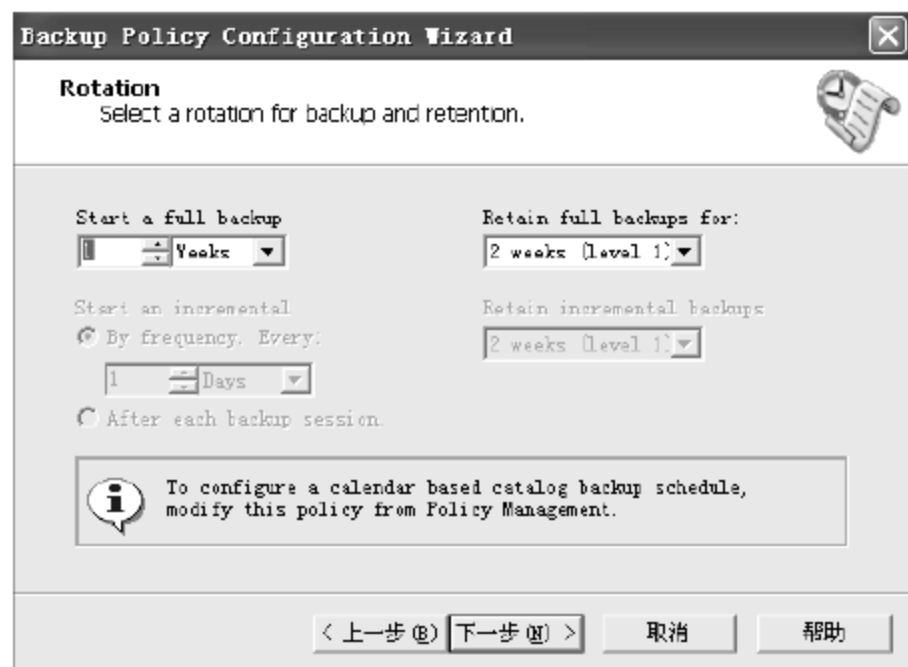 Backup Policy Configuration Wizard
Rotation
Select a rotation for backup and retention.
Start a full backup
Retain full backups for:
1 Weeks
2 weeks (level 1)
Start an incremental
Retain incremental backups
By frequency. Every:
2 weeks (level 1)
1 Days
After each backup session.
To configure a calendar based catalog backup schedule,
modify this policy from Policy Management.
< 上一步(B) 下一步(N) > 取消 帮助